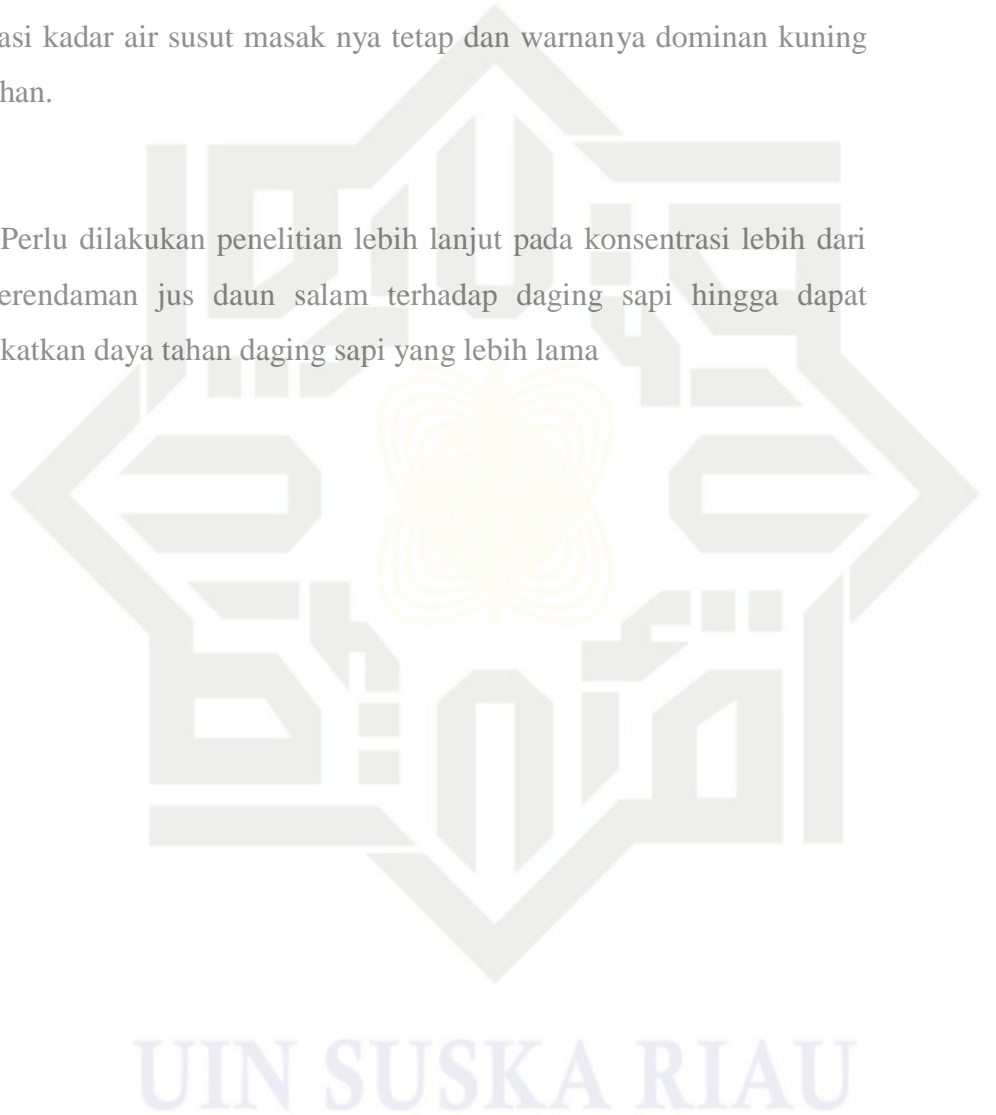 asi kadar air susut masak nya tetap dan warnanya dominan kuning
han.
Perlu dilakukan penelitian lebih lanjut pada konsentrasi lebih dari
erendaman jus daun salam terhadap daging sapi hingga dapat
katkan daya tahan daging sapi yang lebih lama
UIN SUSKA RIAU